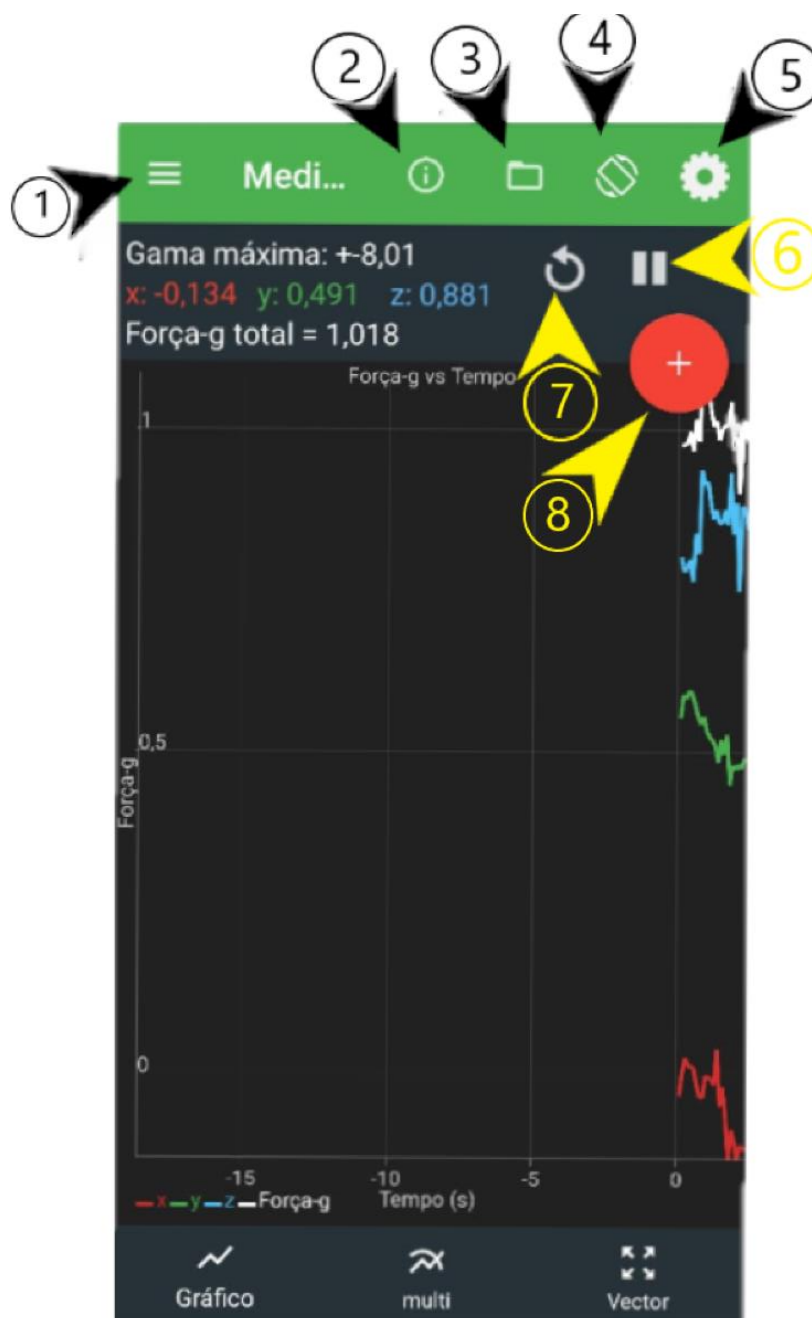 4
3
2
5
1
Medi...
Gama máxima: +-8,01
6
x: -0,134 y: 0,491 z: 0,881
Força-g total = 1,018
+
Força-g vs Tempo
7
1
8
0,5
Força-g
0
-15 -10 -5 0
x y z Força-g Tempo (s)
Gráfico multi Vector